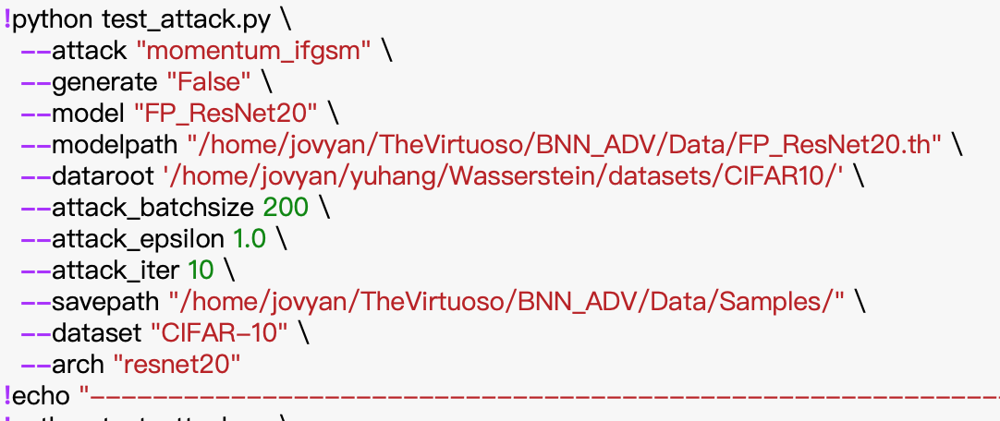 !python test_attack.py \
--attack "momentum_ifgsm" \
--generate "False" \
--model "FP_ResNet20" \
--modelpath "/home/jovyan/TheVirtuoso/BNN_ADV/Data/FP_ResNet20.th" \
--dataroot '/home/jovyan/yuhang/Wasserstein/datasets/CIFAR10/' \
--attack_batchsize 200 \
--attack_epsilon 1.0 \
--attack_iter 10 \
--savepath "/home/jovyan/TheVirtuoso/BNN_ADV/Data/Samples/" \
--dataset "CIFAR-10" \
--arch "resnet20"
!echo "------------------------------------------------------------